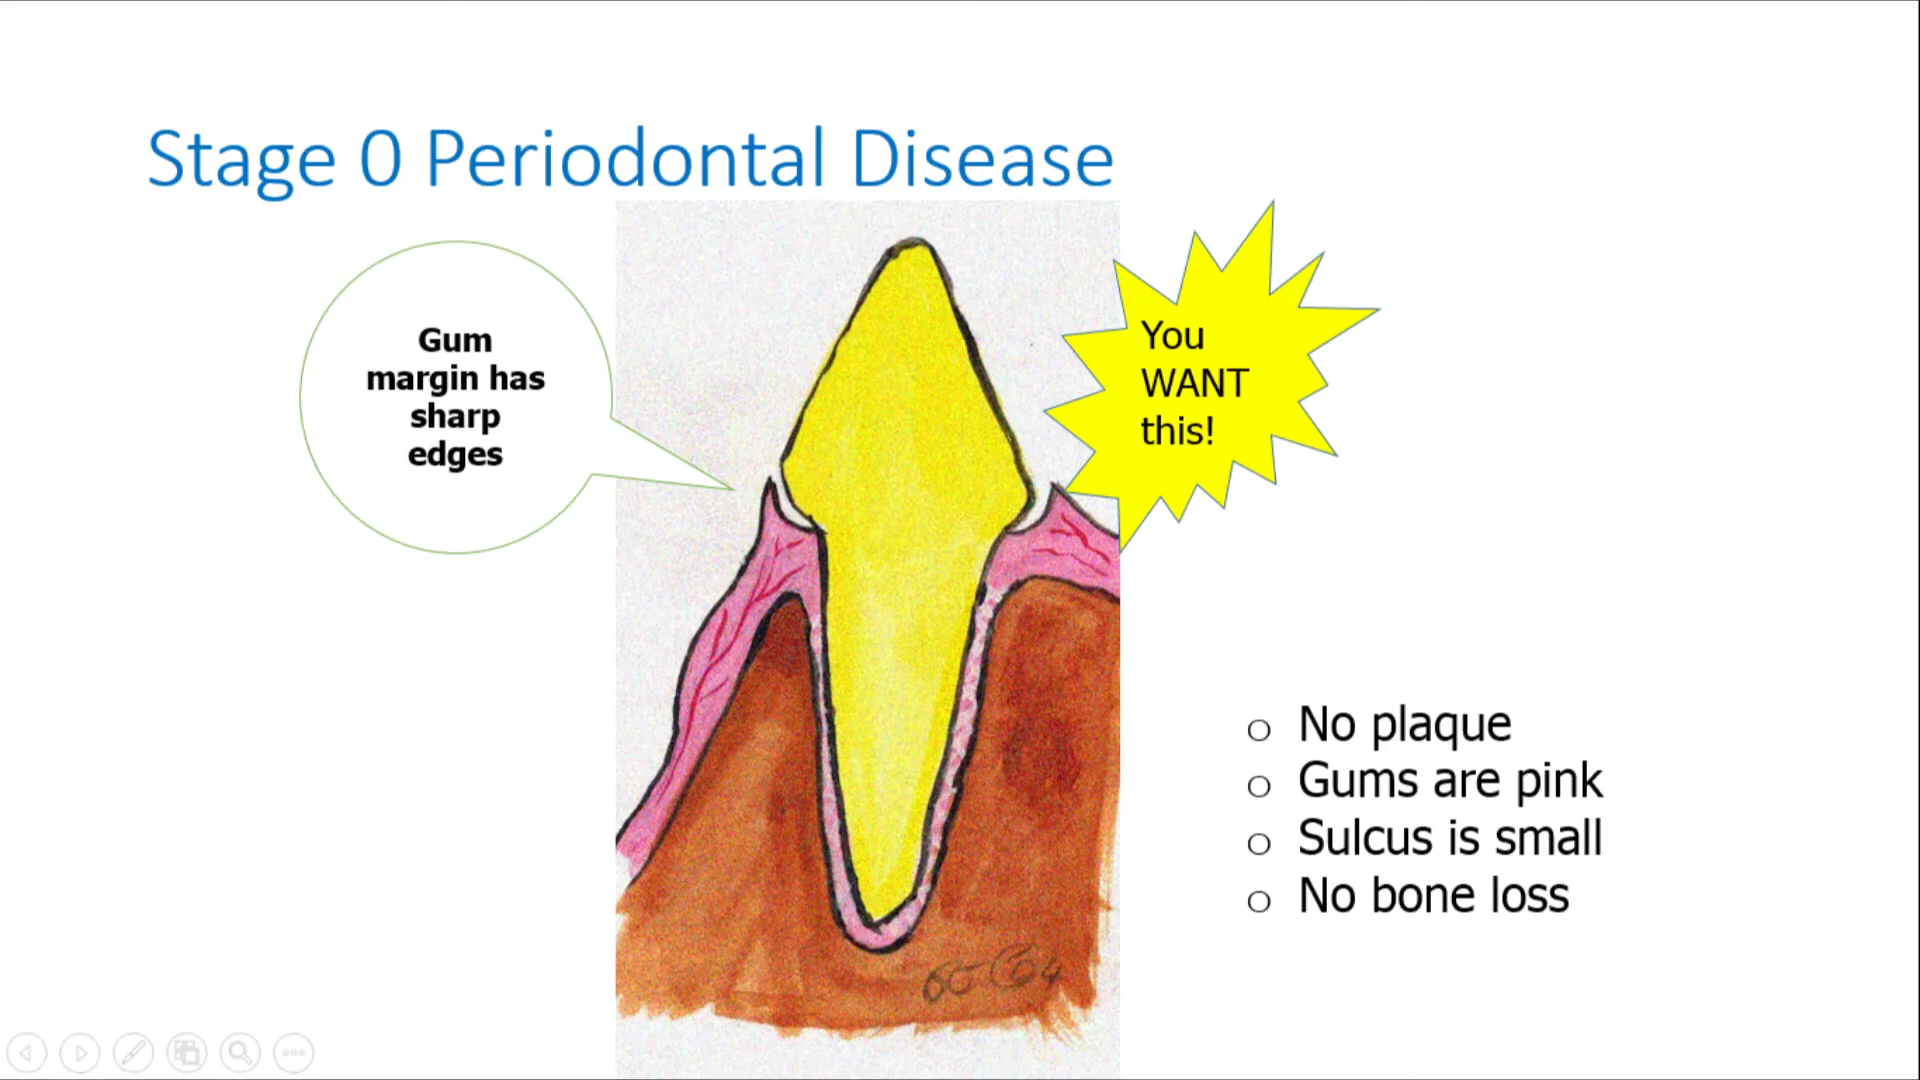 Stage 0 Periodontal Disease
Gum
margin has
sharp
edges
You
WANT
this!
No plaque
Gums are pink
Sulcus is small
No bone loss